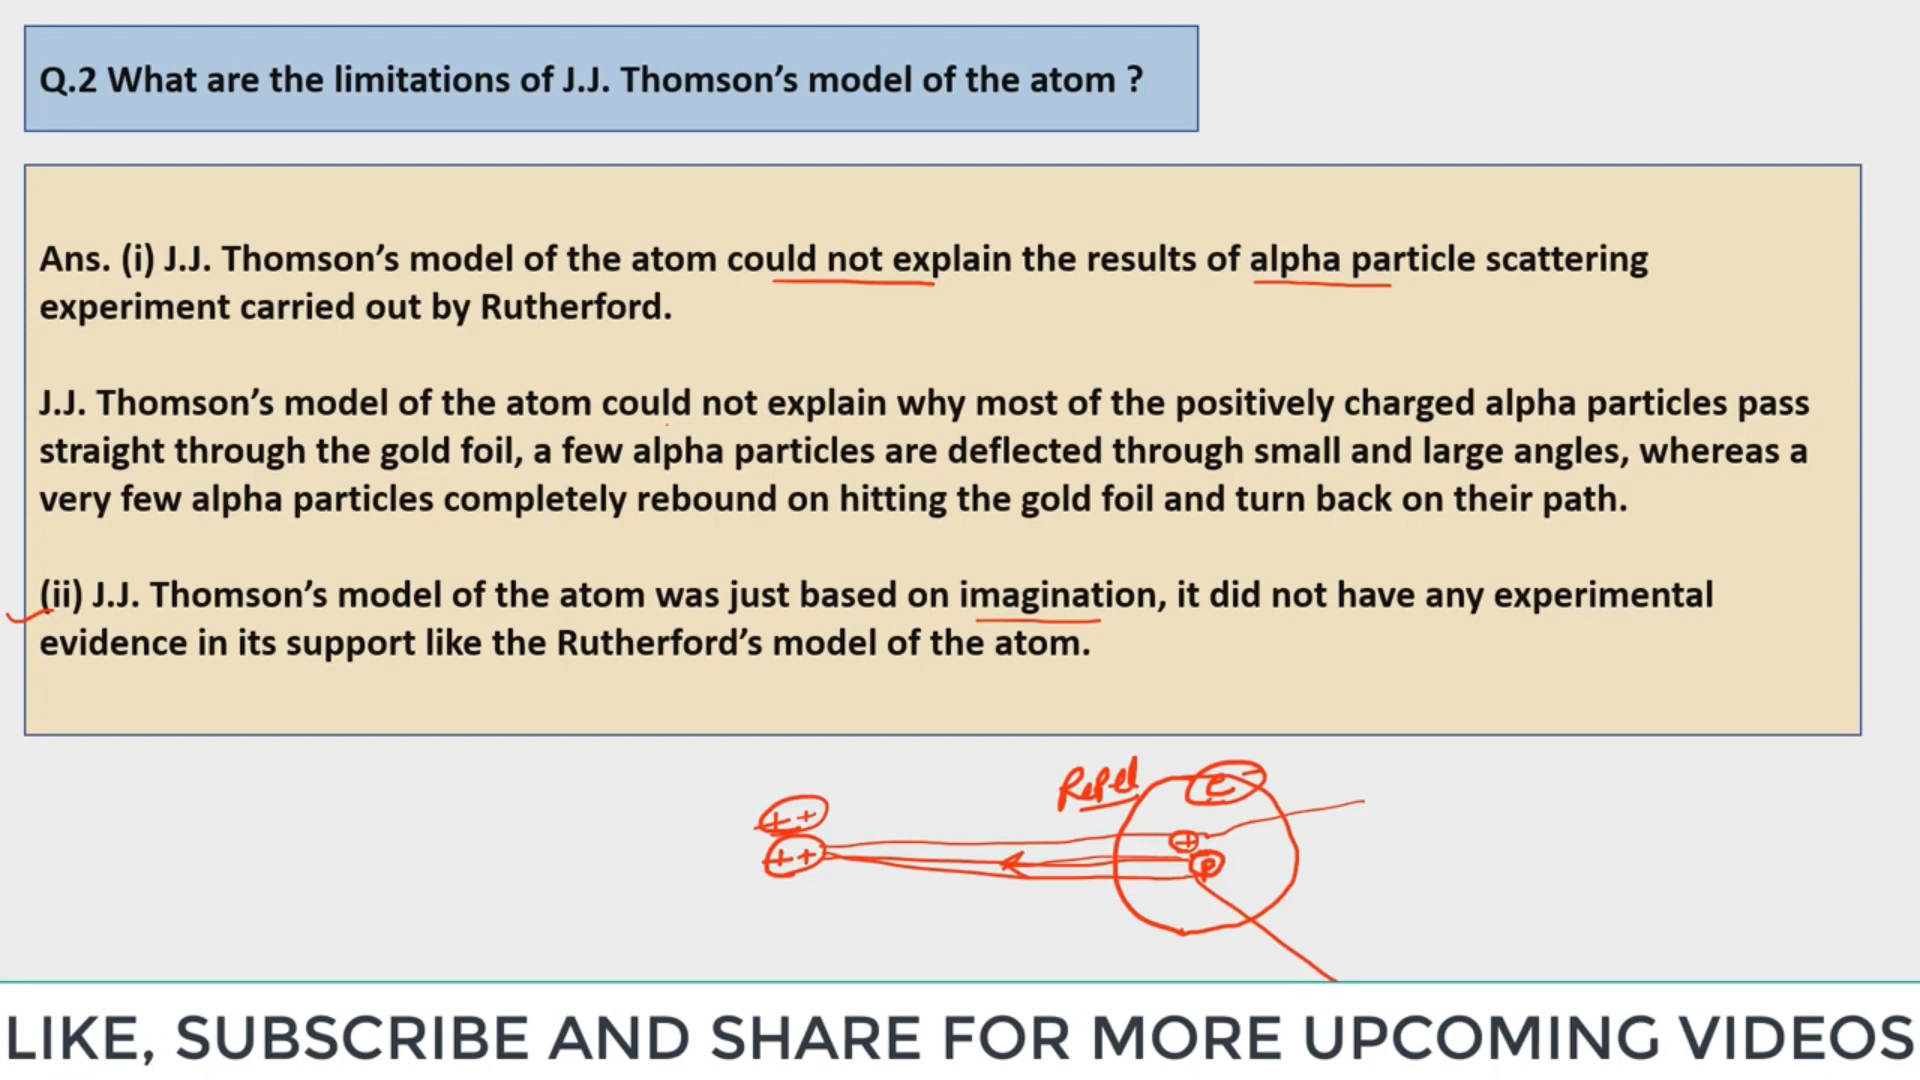 Q.2 What are the limitations of J.J. Thomson’s model of the atom ?
Ans. (i) J.J. Thomson’s model of the atom could not explain the results of alpha particle scattering
experiment carried out by Rutherford.
J.J. Thomson’s model of the atom could not explain why most of the positively charged alpha particles pass
straight through the gold foil, a few alpha particles are deflected through small and large angles, whereas a
very few alpha particles completely rebound on hitting the gold foil and turn back on their path.
(ii) J.J. Thomson’s model of the atom was just based on imagination, it did not have any experimental
evidence in its support like the Rutherford’s model of the atom.
Repel
e-
++
++
+
P
LIKE, SUBSCRIBE AND SHARE FOR MORE UPCOMING VIDEOS